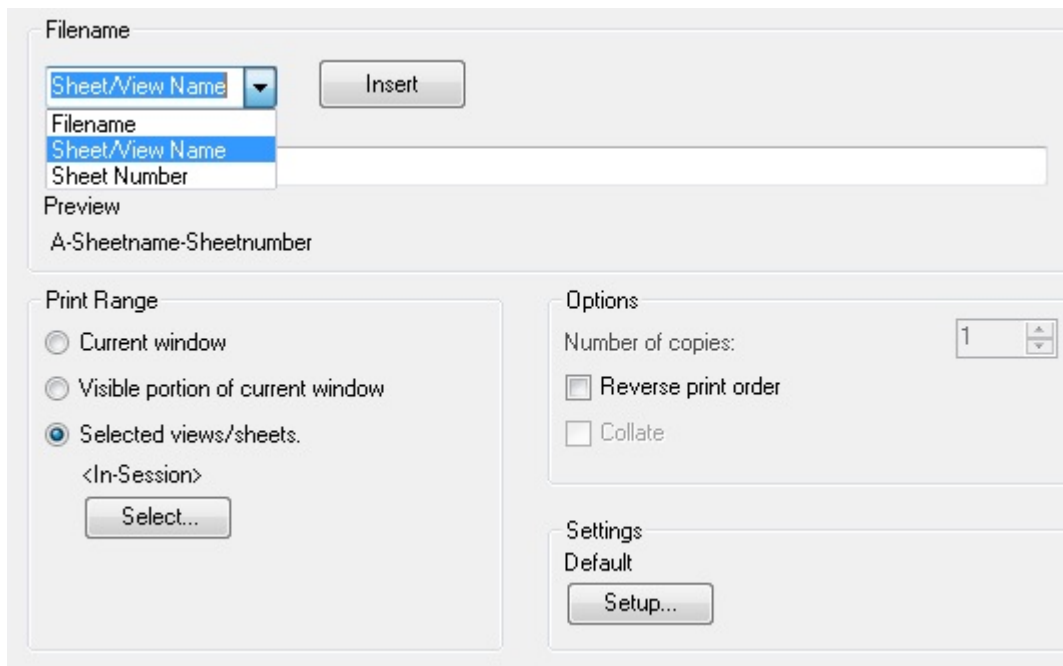 Filename
Sheet/View Name
Insert
Filename
Sheet/View Name
Sheet Number
Preview
A-Sheetname-Sheetnumber
Print Range
Current window
Visible portion of current window
Selected views/sheets.
<In-Session>
Select...
Options
Number of copies:
1
Reverse print order
Collate
Settings
Default
Setup...